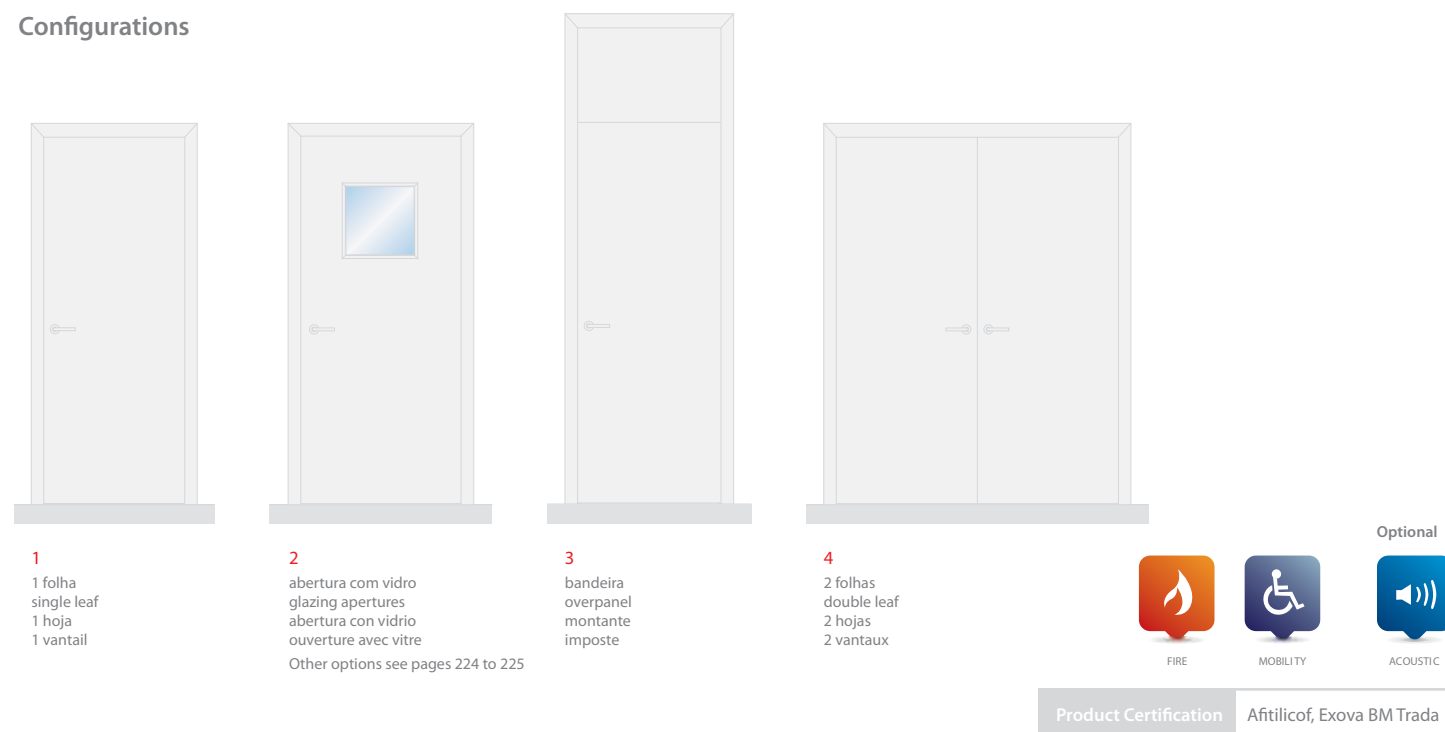 Configurations
1
1 folha
single leaf
1 hoja
1 vantail
2
abertura com vidro
glazing apertures
abertura con vidrio
ouverture avec vitre
Other options see pages 224 to 225
3
bandeira
overpanel
montante
imposte
4
2 folhas
double leaf
2 hojas
2 vantaux
Optional
FIRE
MOBILITY
ACOUSTIC
Product Certification
Afitilicof, Exova BM Trada